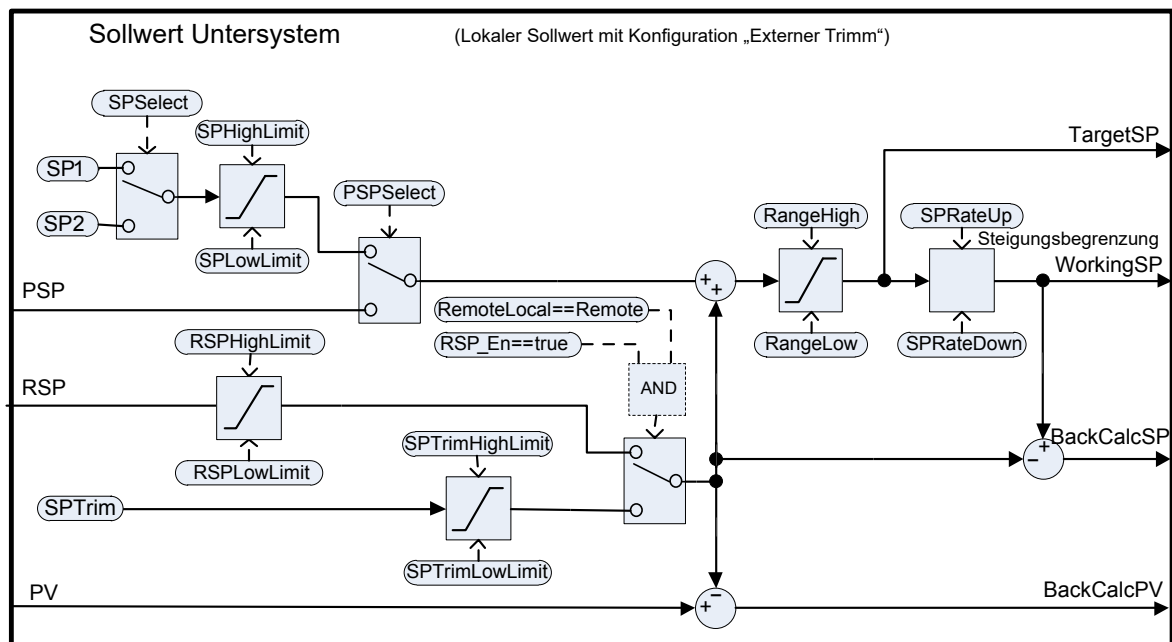 Sollwert Untersystem
(Lokaler Sollwert mit Konfiguration „Externer Trimm“)
SPSelect
SPHighLimit
TargetSP
SP1
PSPSelect
RangeHigh
SPRateUp
SP2
Steigungsbegrenzung
SPLowLimit
WorkingSP
PSP
+
+
RemoteLocal==Remote
RSP_En==true
RangeLow
SPRateDown
RSPHighLimit
RSP
AND
SPTrimHighLimit
BackCalcSP
+
-
RSPLowLimit
SPTrim
SPTrimLowLimit
PV
-
+
BackCalcPV